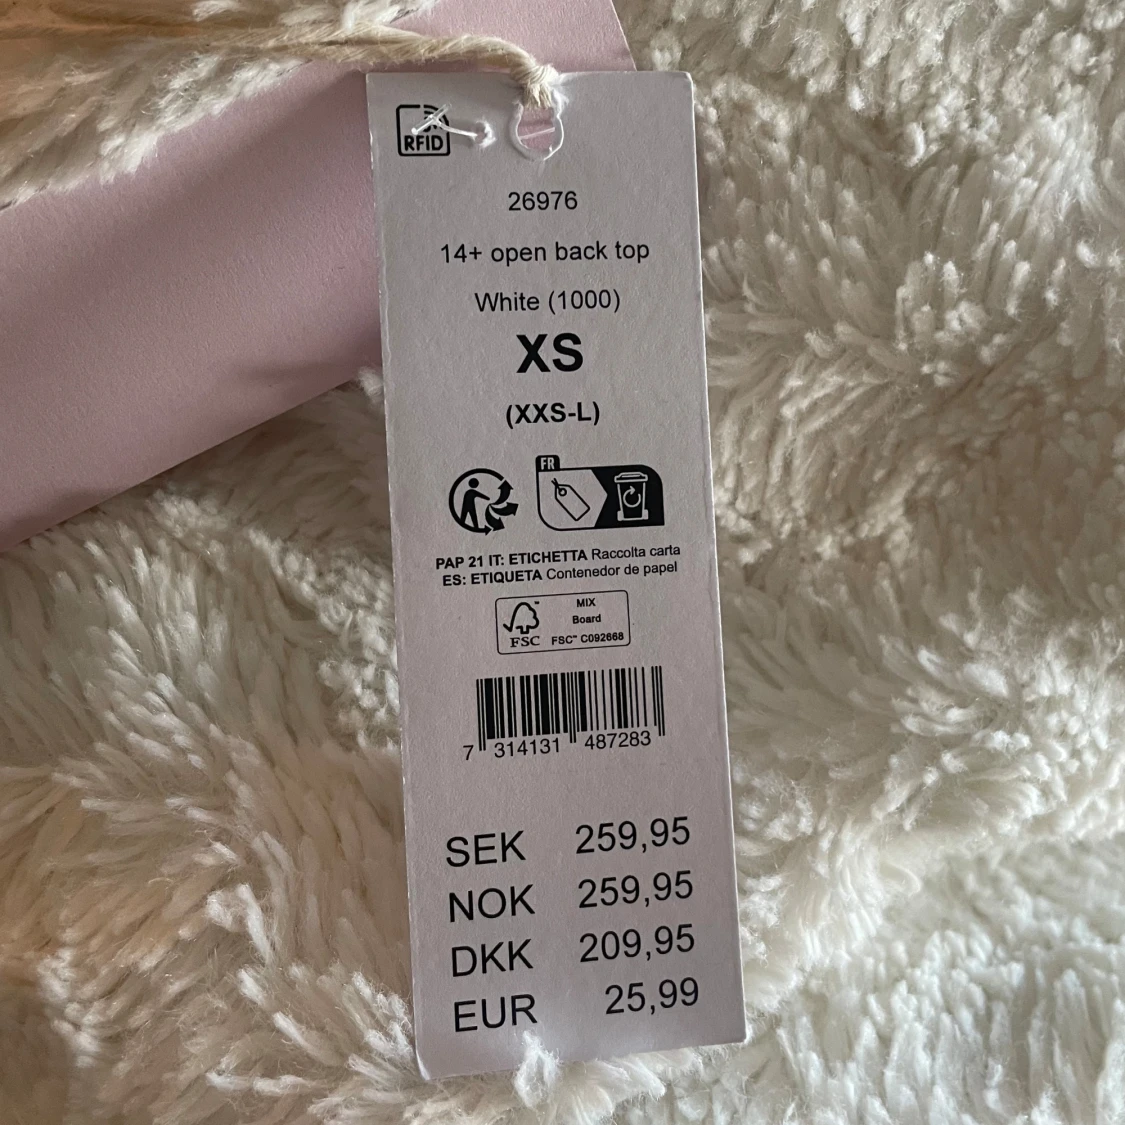 RFID
26976
14+ open back top
White (1000)
XS
(XXS-L)
FR
PAP 21 IT: ETICHETTA Raccolta carta
ES: ETIQUETA Contenedor de papel
FSC™ MIX
Board
FSC™ C092668
7 314131 487283
SEK 259,95
NOK 259,95
DKK 209,95
EUR 25,99